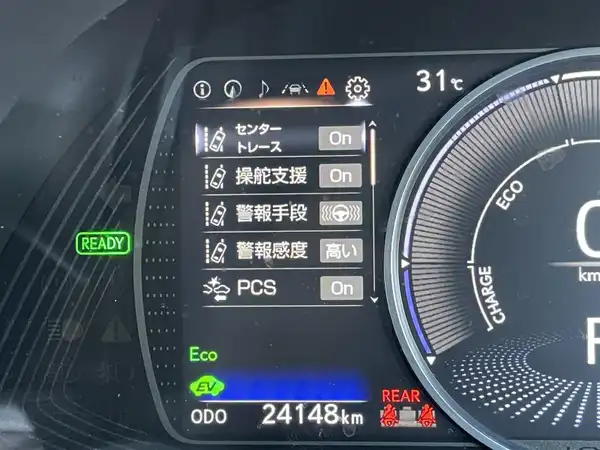 31℃
センター
トレース On
操舵支援 On
警報手段
警報感度 高い
PCS On
READY
ECO
CHARGE
km
Eco
EV
ODO 24148km
REAR